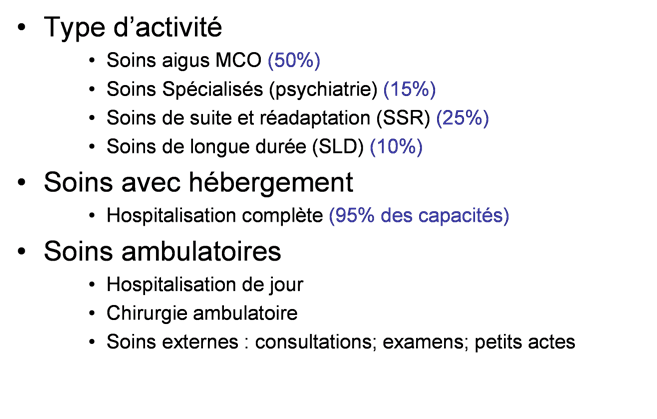 • Type d’activité
• Soins aigus MCO (50%)
• Soins Spécialisés (psychiatrie) (15%)
• Soins de suite et réadaptation (SSR) (25%)
• Soins de longue durée (SLD) (10%)
• Soins avec hébergement
• Hospitalisation complète (95% des capacités)
• Soins ambulatoires
• Hospitalisation de jour
• Chirurgie ambulatoire
• Soins externes : consultations; examens; petits actes